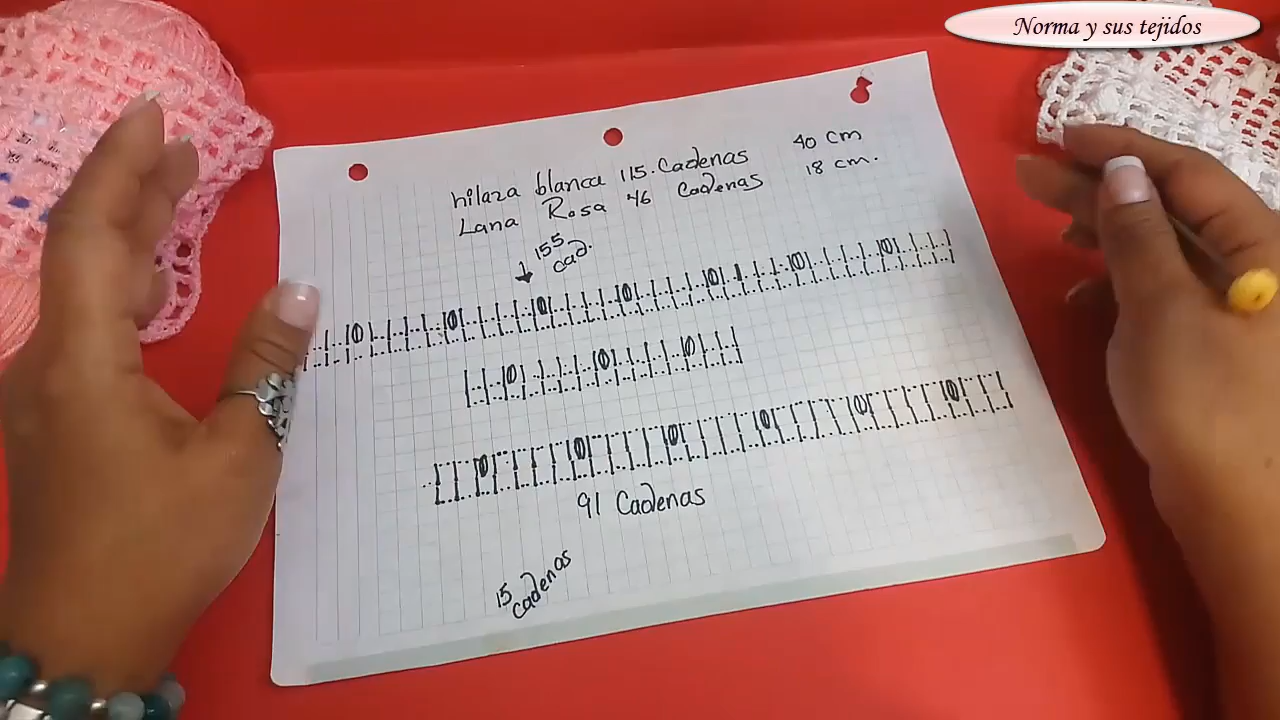 Norma y sus tejidos
hilaza blanca 115. Cadenas 40 cm
Lana Rosa 46 Cadenas 18 cm.
155
cad.
91 Cadenas
15
cadenas